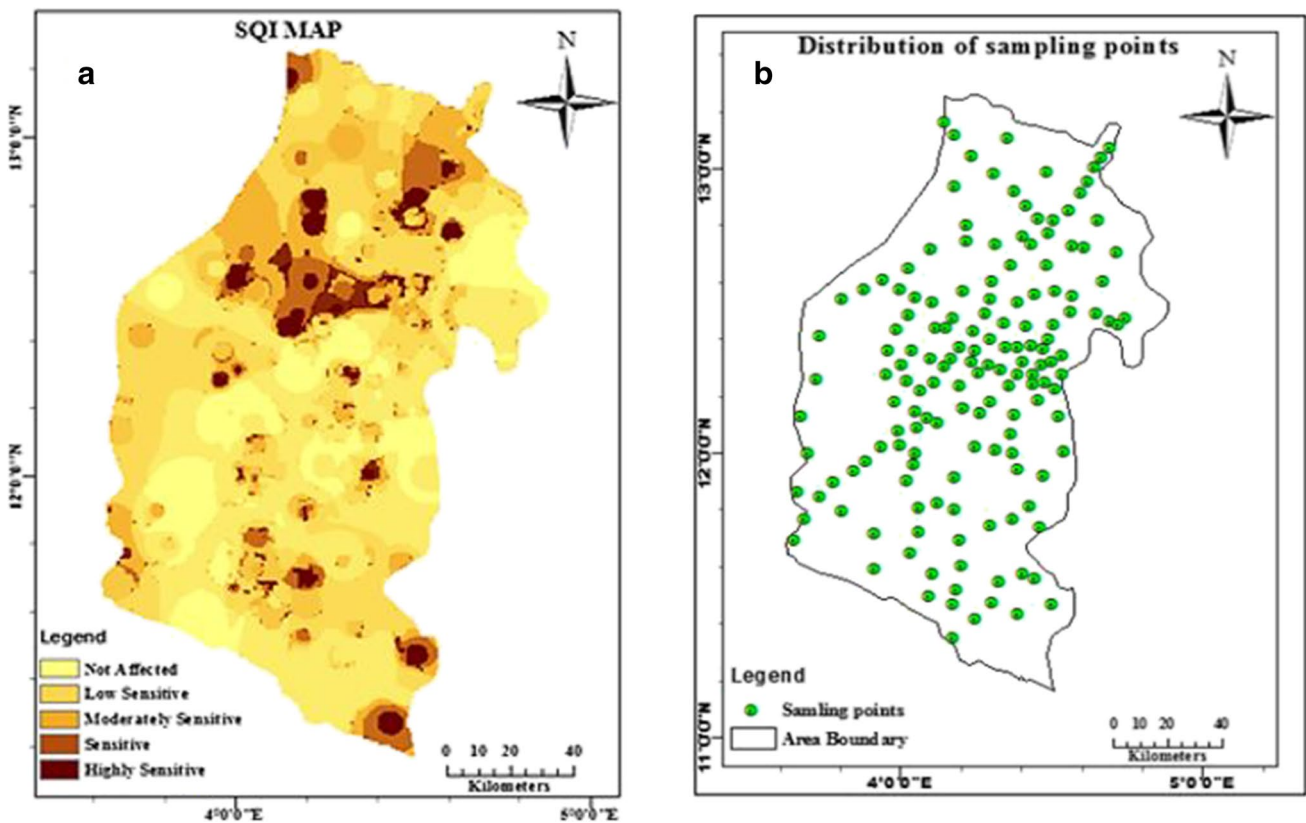 SQI MAP
a
N
13°0'0"N
12°0'0"N
Legend
Not Affected
Low Sensitive
Moderately Sensitive
Sensitive
Highly Sensitive
0 10 20 40
Kilometers
4°0'0"E
5°0'0"E
Distribution of sampling points
b
N
13°0'0"N
12°0'0"N
11°0'0"N
Legend
Samling points
Area Boundary
0 10 20 40
Kilometers
4°0'0"E
5°0'0"E